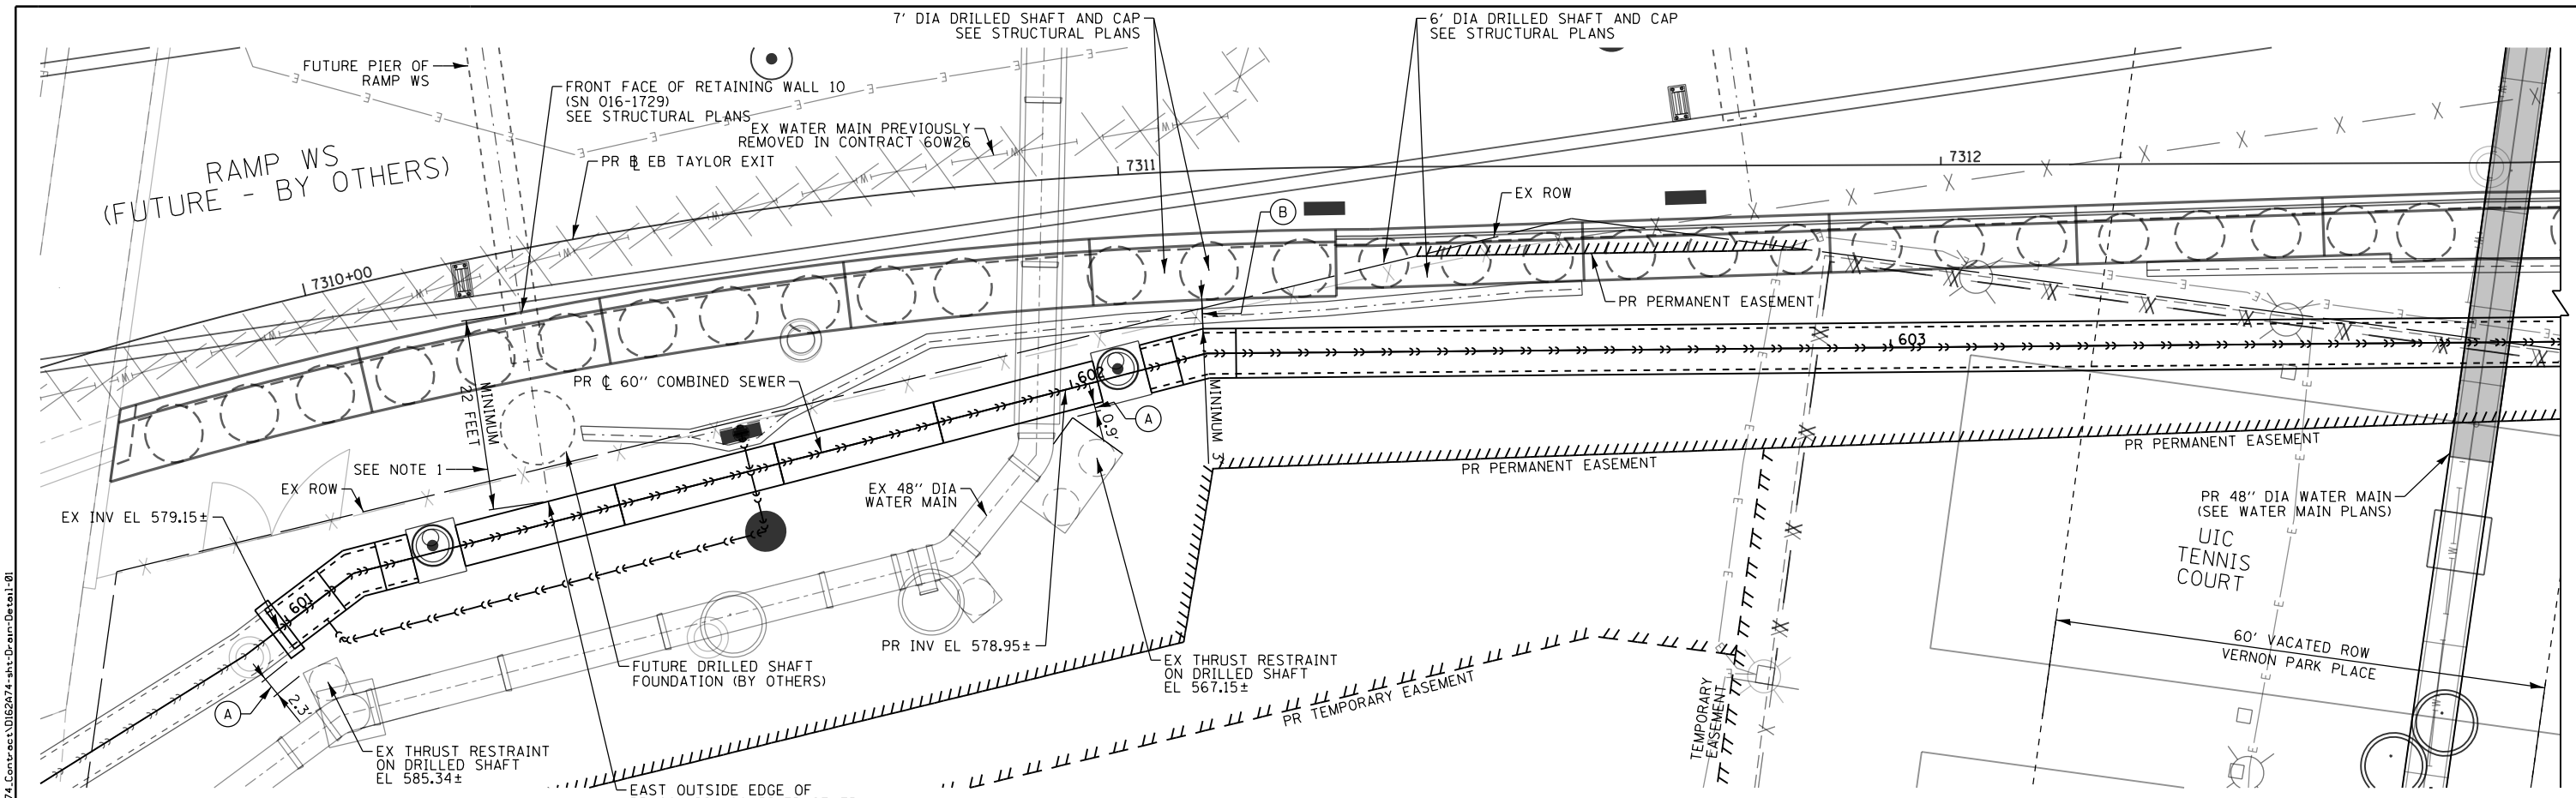 7' DIA DRILLED SHAFT AND CAP
SEE STRUCTURAL PLANS
6' DIA DRILLED SHAFT AND CAP
SEE STRUCTURAL PLANS
FUTURE PIER OF
RAMP WS
FRONT FACE OF RETAINING WALL 10
(SN 016-1729)
SEE STRUCTURAL PLANS
EX WATER MAIN PREVIOUSLY
REMOVED IN CONTRACT 60W26
PR ⅊ EB TAYLOR EXIT
RAMP WS
(FUTURE - BY OTHERS)
7310+00
7311
7312
EX ROW
B
PR PERMANENT EASEMENT
PR ℄ 60" COMBINED SEWER
MINIMUM
22 FEET
602
603
A
0.9'
MINIMUM 5'
SEE NOTE 1
EX ROW
EX INV EL 579.15±
EX 48" DIA
WATER MAIN
PR PERMANENT EASEMENT
PR PERMANENT EASEMENT
PR 48" DIA WATER MAIN
(SEE WATER MAIN PLANS)
UIC
TENNIS
COURT
601
PR INV EL 578.95±
FUTURE DRILLED SHAFT
FOUNDATION (BY OTHERS)
EX THRUST RESTRAINT
ON DRILLED SHAFT
EL 567.15±
60' VACATED ROW
VERNON PARK PLACE
A
2.3'
PR TEMPORARY EASEMENT
TEMPORARY
EASEMENT
EX THRUST RESTRAINT
ON DRILLED SHAFT
EL 585.34±
EAST OUTSIDE EDGE OF
74_Contract\D162A74-sht-Drain-Detail-01